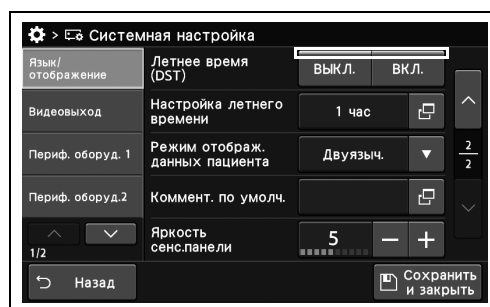 > Системная настройка
Язык/
отображение
Видеовыход
Периф. оборуд. 1
Периф. оборуд.2
1/2
Летнее время
(DST)
ВЫКЛ. ВКЛ.
Настройка летнего
времени
1 час
Режим отображ.
данных пациента
Двуязыч.
Коммент. по умолч.
Яркость
сенс.панели
5 – +
2
2
Назад
Сохранить
и закрыть